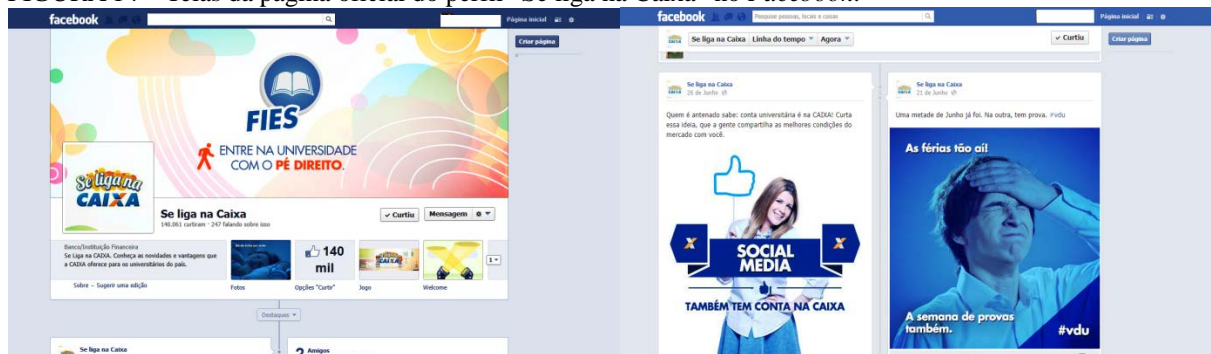 FIGURA 14 – Telas da página oficial do perfil "Se liga na Caixa" no Facebook..
facebook
Página inicial
Criar página
FIES
ENTRE NA UNIVERSIDADE
COM O PÉ DIREITO.
Se liga na
CAIXA
Se liga na Caixa
140.061 curtiram · 247 falando sobre isso
Curtiu
Mensagem
Banco/Instituição Financeira
Se Liga na CAIXA. Conheça as novidades e vantagens que
a CAIXA oferece para os universitários do país.
Sobre – Sugerir uma edição
140
mil
1
Fotos
Opções "Curtir"
Jogo
Welcome
Destaques
Se liga na Caixa
2 Amigos
facebook
Pesquise pessoas, locais e coisas
Página inicial
Se liga na Caixa
Linha do tempo
Agora
Curtiu
Criar página
Se liga na Caixa
26 de Junho
Quem é antenado sabe: conta universitária é na CAIXA! Curta
essa ideia, que a gente compartilha as melhores condições do
mercado com você.
X
SOCIAL
MEDIA
X
TAMBÉM TEM CONTA NA CAIXA
Se liga na Caixa
21 de Junho
Uma metade de Junho já foi. Na outra, tem prova. #vdu
As férias tão aí!
A semana de provas
também.
#vdu